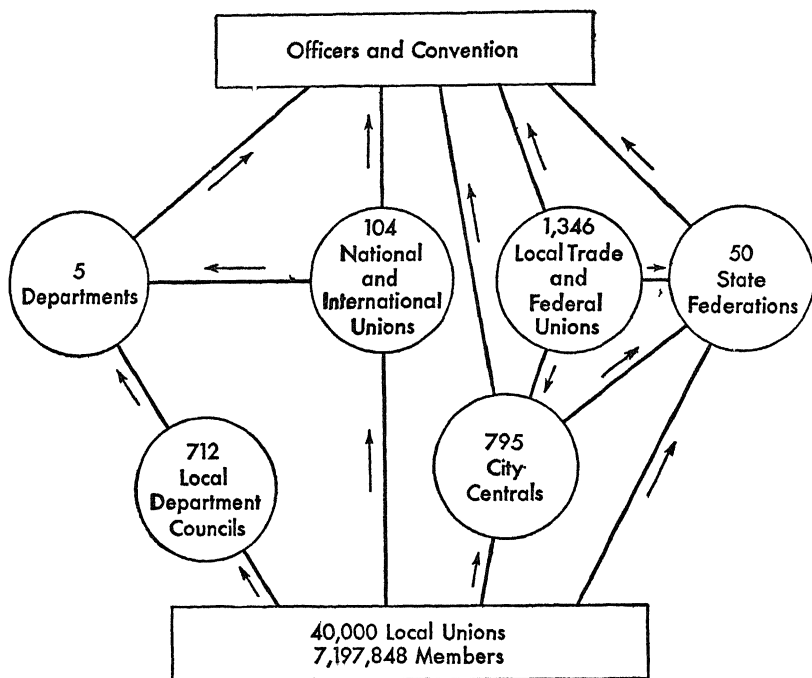 Officers and Convention
5
Departments
104
National
and
International
Unions
1,346
Local Trade
and
Federal
Unions
50
State
Federations
712
Local
Department
Councils
795
City
Centrals
40,000 Local Unions
7,197,848 Members